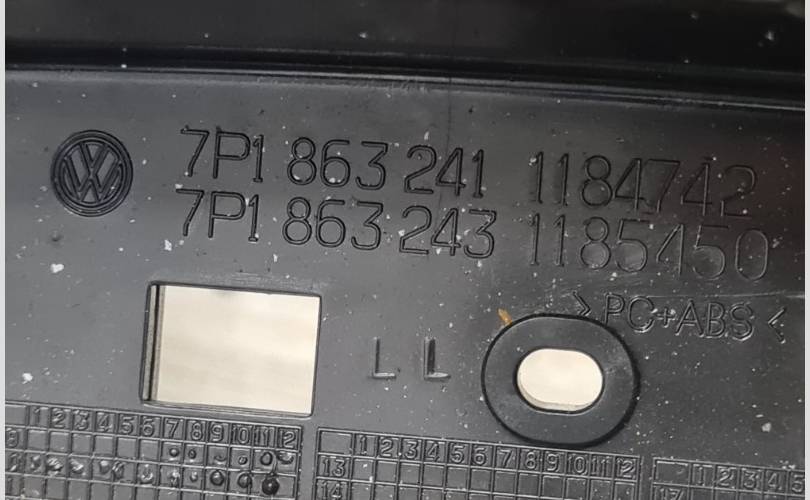 7P1 863 241 1184742
7P1 863 243 1185450
>PC+ABS<
L L
1 2 3 4 5 6 7 8 9 10 11 12
1 2 3 4 5 6 7 8 9 10 11 12
13
14
1 2 3 4 5